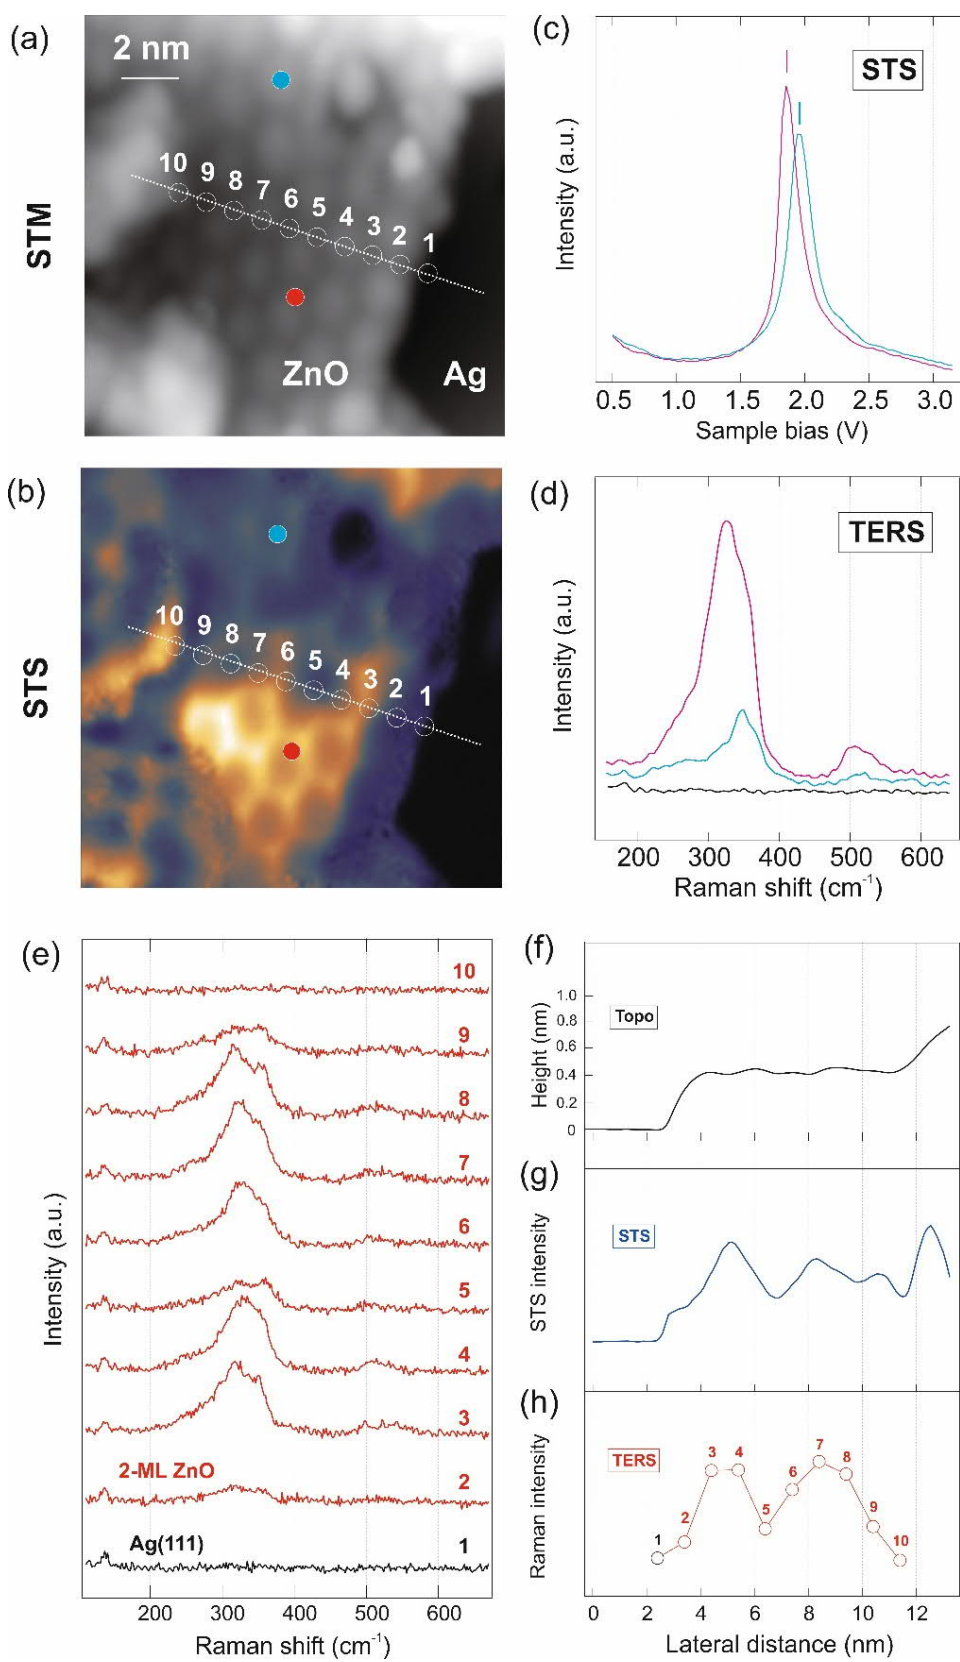 (a)
STM
2 nm
10 9 8 7 6 5 4 3 2 1
ZnO
Ag
(b)
STS
10 9 8 7 6 5 4 3 2 1
(c)
STS
Intensity (a.u.)
0.5 1.0 1.5 2.0 2.5 3.0
Sample bias (V)
(d)
TERS
Intensity (a.u.)
200 300 400 500 600
Raman shift (cm⁻¹)
(e)
Intensity (a.u.)
10
9
8
7
6
5
4
3
2-ML ZnO 2
Ag(111) 1
200 300 400 500 600
Raman shift (cm⁻¹)
(f)
Height (nm)
1.0
0.8
0.6
0.4
0.2
0
Topo
(g)
STS intensity
STS
(h)
Raman intensity
TERS
1 2 3 4 5 6 7 8 9 10
0 2 4 6 8 10 12
Lateral distance (nm)